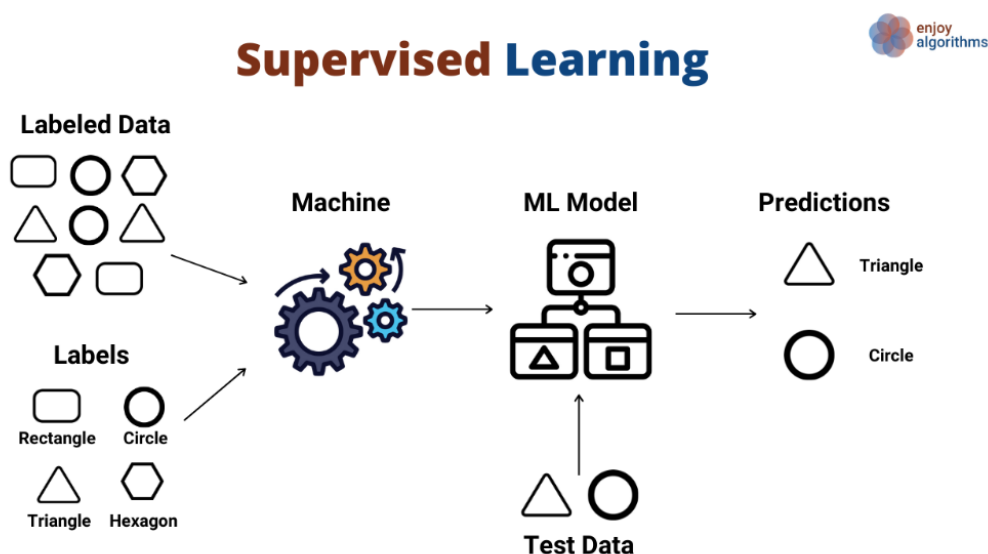 enjoy
algorithms
Supervised Learning
Labeled Data
Machine
ML Model
Predictions
Triangle
Circle
Labels
Rectangle
Circle
Triangle
Hexagon
Test Data